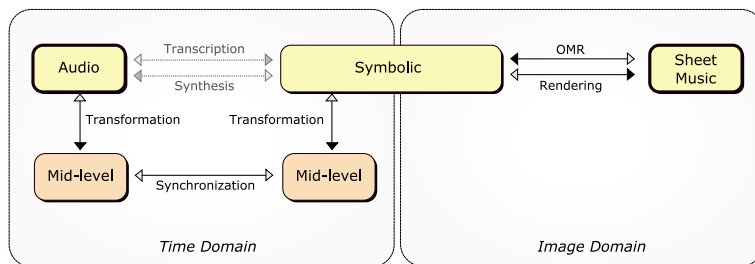 Audio
Transcription
Synthesis
Symbolic
OMR
Rendering
Sheet
Music
Transformation
Transformation
Mid-level
Synchronization
Mid-level
Time Domain
Image Domain